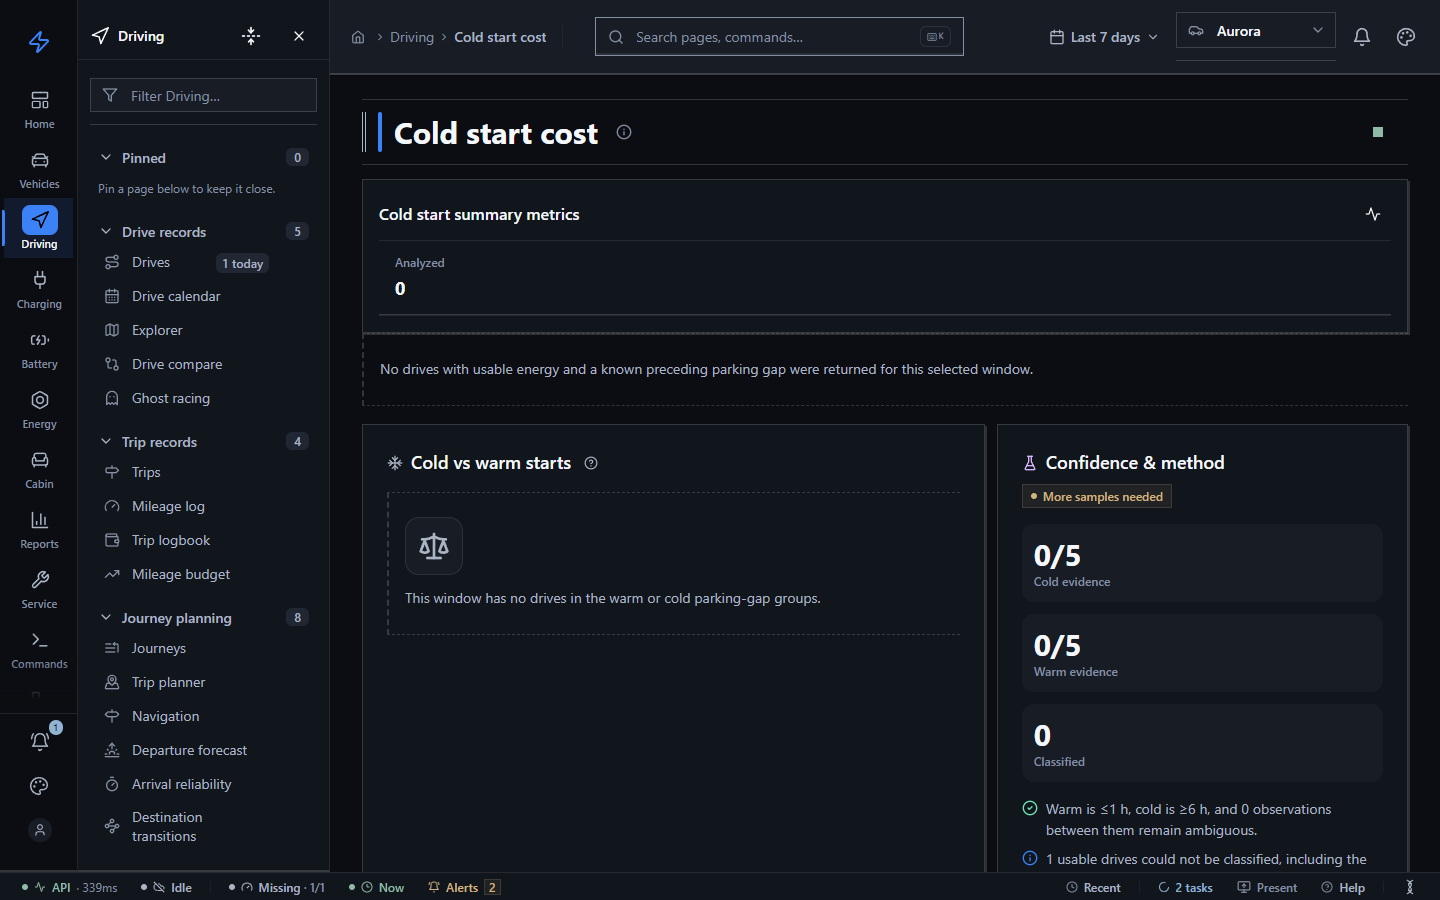 Driving
Home
Vehicles
Driving
Charging
Battery
Energy
Cabin
Reports
Service
Commands
1
Filter Driving...
Pinned 0
Pin a page below to keep it close.
Drive records 5
Drives 1 today
Drive calendar
Explorer
Drive compare
Ghost racing
Trip records 4
Trips
Mileage log
Trip logbook
Mileage budget
Journey planning 8
Journeys
Trip planner
Navigation
Departure forecast
Arrival reliability
Destination
transitions
Driving Cold start cost
Search pages, commands... K
Last 7 days
Aurora
Cold start cost
Cold start summary metrics
Analyzed
0
No drives with usable energy and a known preceding parking gap were returned for this selected window.
Cold vs warm starts
This window has no drives in the warm or cold parking-gap groups.
Confidence & method
More samples needed
0/5
Cold evidence
0/5
Warm evidence
0
Classified
Warm is ≤1 h, cold is ≥6 h, and 0 observations
between them remain ambiguous.
1 usable drives could not be classified, including the
API · 339ms Idle Missing · 1/1 Now Alerts 2 Recent 2 tasks Present Help